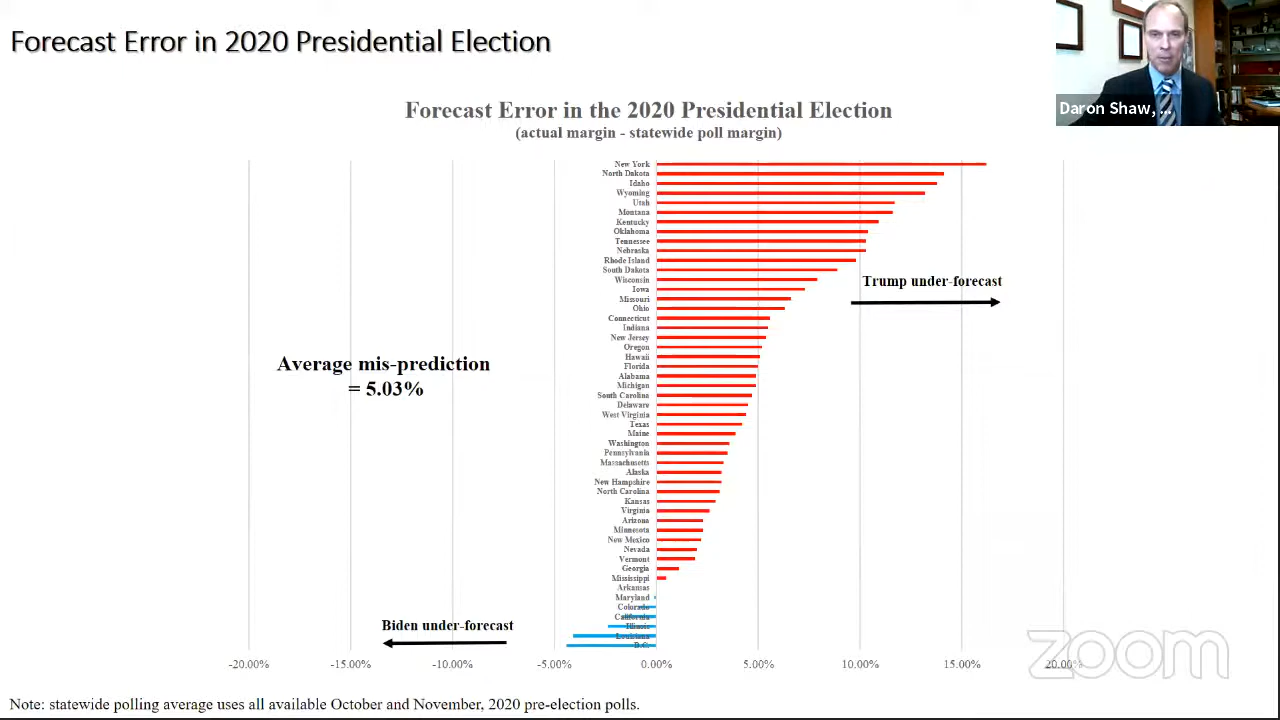 Forecast Error in 2020 Presidential Election
Daron Shaw, ...
Forecast Error in the 2020 Presidential Election
(actual margin - statewide poll margin)
New York
North Dakota
Idaho
Wyoming
Utah
Montana
Kentucky
Oklahoma
Tennessee
Nebraska
Rhode Island
South Dakota
Wisconsin
Iowa
Missouri
Ohio
Connecticut
Indiana
New Jersey
Oregon
Hawaii
Florida
Alabama
Michigan
South Carolina
Delaware
West Virginia
Texas
Maine
Washington
Pennsylvania
Massachusetts
Alaska
New Hampshire
North Carolina
Kansas
Virginia
Arizona
Minnesota
New Mexico
Nevada
Vermont
Georgia
Mississippi
Arkansas
Maryland
Colorado
California
Illinois
Louisiana
D.C.
Trump under-forecast
Average mis-prediction
= 5.03%
Biden under-forecast
-20.00% -15.00% -10.00% -5.00% 0.00% 5.00% 10.00% 15.00% 20.00%
zoom
Note: statewide polling average uses all available October and November, 2020 pre-election polls.